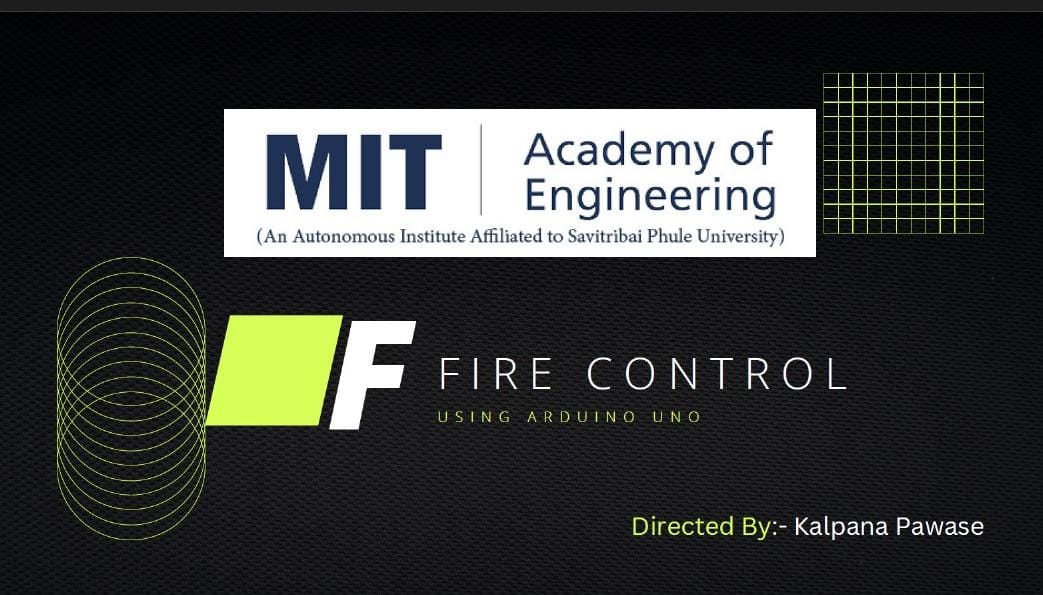 MIT
Academy of
Engineering
(An Autonomous Institute Affiliated to Savitribai Phule University)
F
FIRE CONTROL
USING ARDUINO UNO
Directed By:- Kalpana Pawase